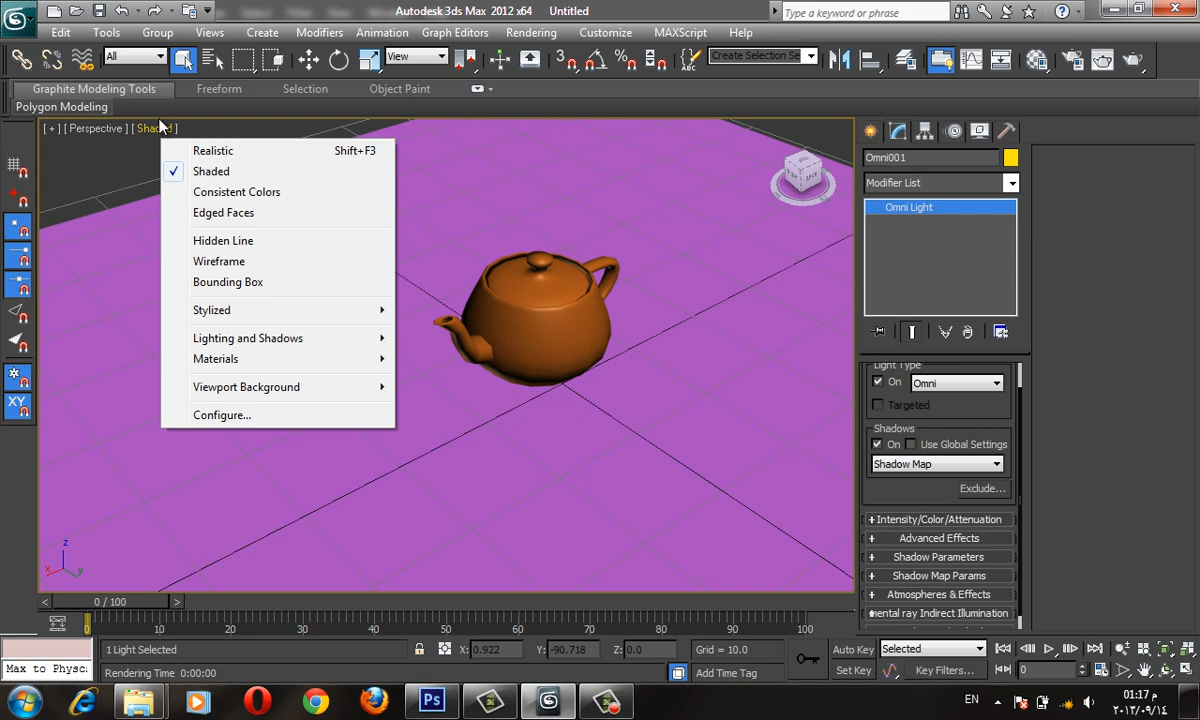 Autodesk 3ds Max 2012 x64 Untitled
Type a keyword or phrase
Edit Tools Group Views Create Modifiers Animation Graph Editors Rendering Customize MAXScript Help
All View Create Selection Se
Graphite Modeling Tools Freeform Selection Object Paint
Polygon Modeling
[ + ] [ Perspective ] [ Shaded ]
Realistic Shift+F3
Shaded
Consistent Colors
Edged Faces
Hidden Line
Wireframe
Bounding Box
Stylized
Lighting and Shadows
Materials
Viewport Background
Configure...
Omni001
Modifier List
Omni Light
Light Type
On Omni
Targeted
Shadows
On Use Global Settings
Shadow Map
Exclude...
+Intensity/Color/Attenuation
+ Advanced Effects
+ Shadow Parameters
+ Shadow Map Params
+ Atmospheres & Effects
mental ray Indirect Illumination
XY
z
x
y
< 0 / 100 >
0 10 20 30 40 50 60 70 80 90 100
1 Light Selected X: 0.922 Y: -90.718 Z: 0.0 Grid = 10.0 Auto Key Selected
Max to Physc Rendering Time 0:00:00 Add Time Tag Set Key Key Filters... 0
Ps EN
01:17 م
٢٠١٣/٠٩/١٤